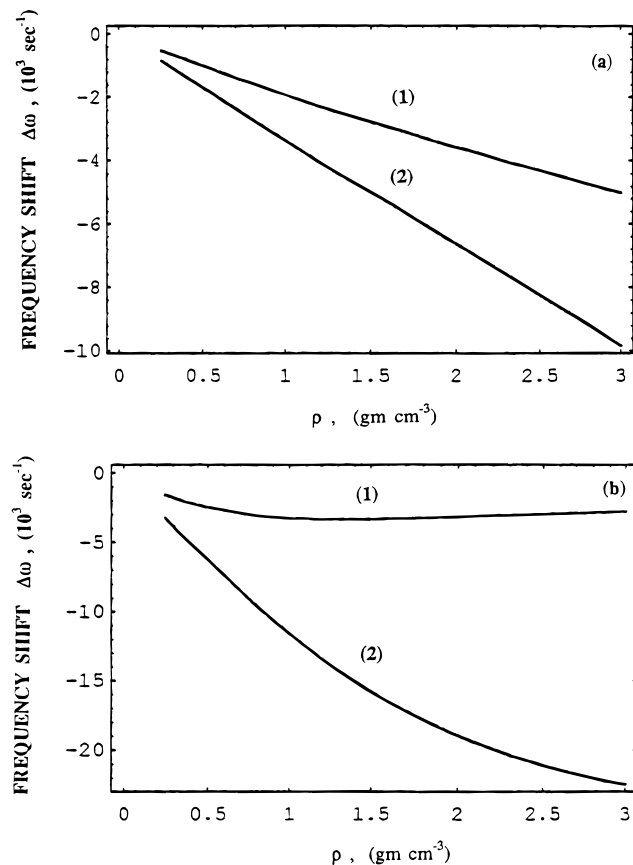 FREQUENCY SHIFT Δω , (10³ sec⁻¹)
0
-2
-4
-6
-8
-10
(a)
(1)
(2)
0 0.5 1 1.5 2 2.5 3
ρ , (gm cm⁻³)
FREQUENCY SHIFT Δω , (10³ sec⁻¹)
0
-5
-10
-15
-20
(1)
(b)
(2)
0 0.5 1 1.5 2 2.5 3
ρ , (gm cm⁻³)